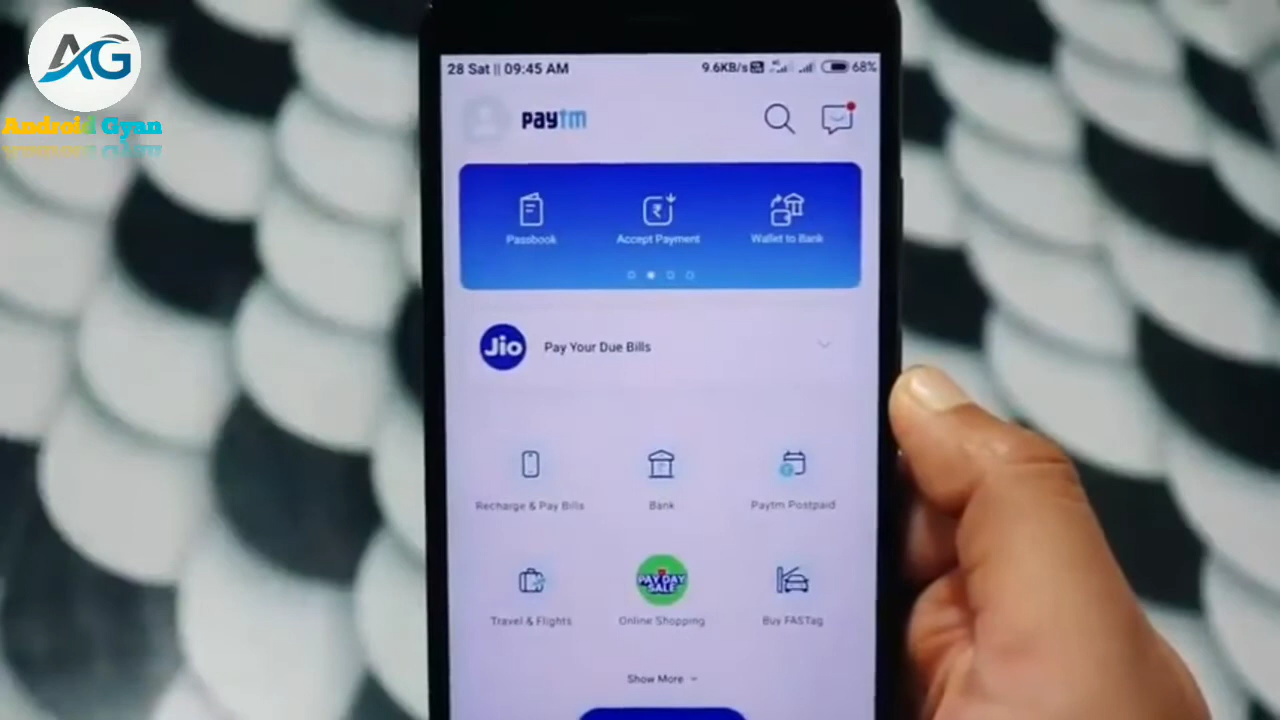 AG
Android Gyan
28 Sat || 09:45 AM
9.6KB/s
4G
68%
paytm
Passbook
Accept Payment
Wallet to Bank
Jio
Pay Your Due Bills
Recharge & Pay Bills
Bank
Paytm Postpaid
PAY DAY
SALE
Travel & Flights
Online Shopping
Buy FASTag
Show More